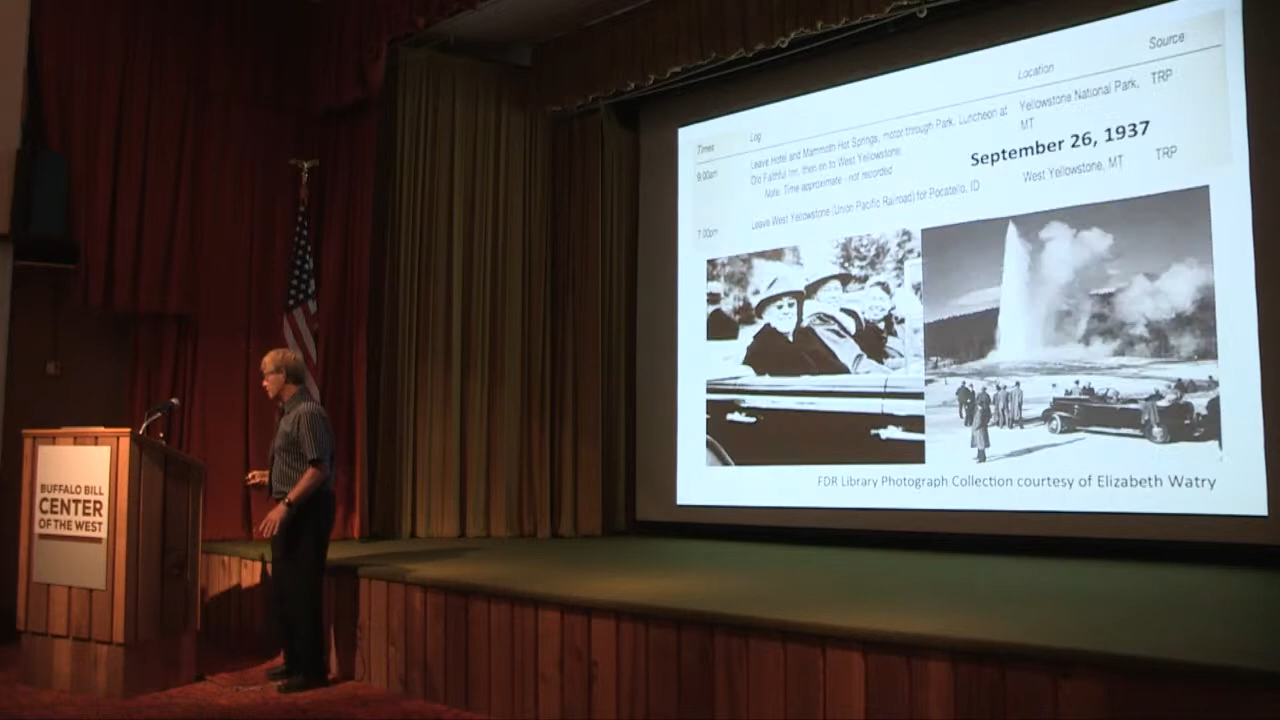 Times Log Location Source
9:00am Leave Hotel and Mammoth Hot Springs, motor through Park, Luncheon at Yellowstone National Park, TRP
Old Faithful Inn, then on to West Yellowstone. MT
Note: Time approximate - not recorded
September 26, 1937
7:00pm Leave West Yellowstone (Union Pacific Railroad) for Pocatello, ID West Yellowstone, MT TRP
FDR Library Photograph Collection courtesy of Elizabeth Watry
BUFFALO BILL
CENTER
OF THE WEST